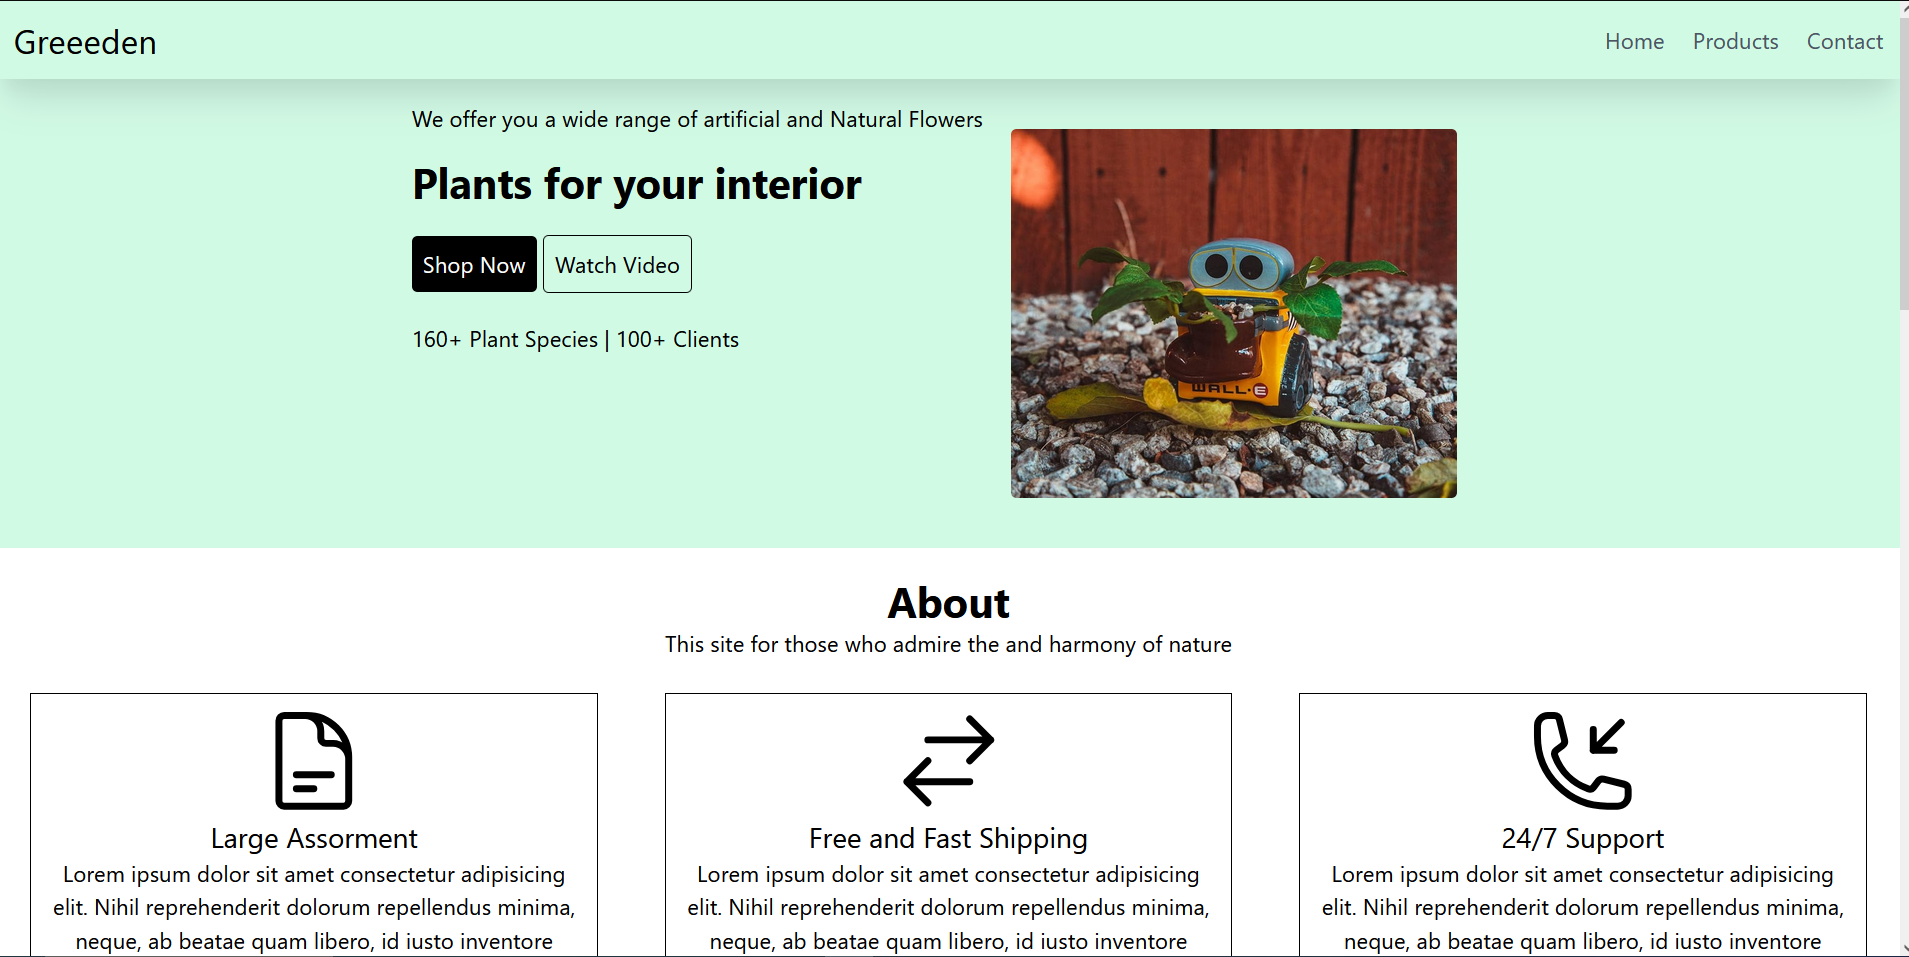 Greeeden
Home Products Contact
We offer you a wide range of artificial and Natural Flowers
Plants for your interior
Shop Now Watch Video
160+ Plant Species | 100+ Clients
WALL·E
About
This site for those who admire the and harmony of nature
Large Assorment
Lorem ipsum dolor sit amet consectetur adipisicing
elit. Nihil reprehenderit dolorum repellendus minima,
neque, ab beatae quam libero, id iusto inventore
Free and Fast Shipping
Lorem ipsum dolor sit amet consectetur adipisicing
elit. Nihil reprehenderit dolorum repellendus minima,
neque, ab beatae quam libero, id iusto inventore
24/7 Support
Lorem ipsum dolor sit amet consectetur adipisicing
elit. Nihil reprehenderit dolorum repellendus minima,
neque, ab beatae quam libero, id iusto inventore